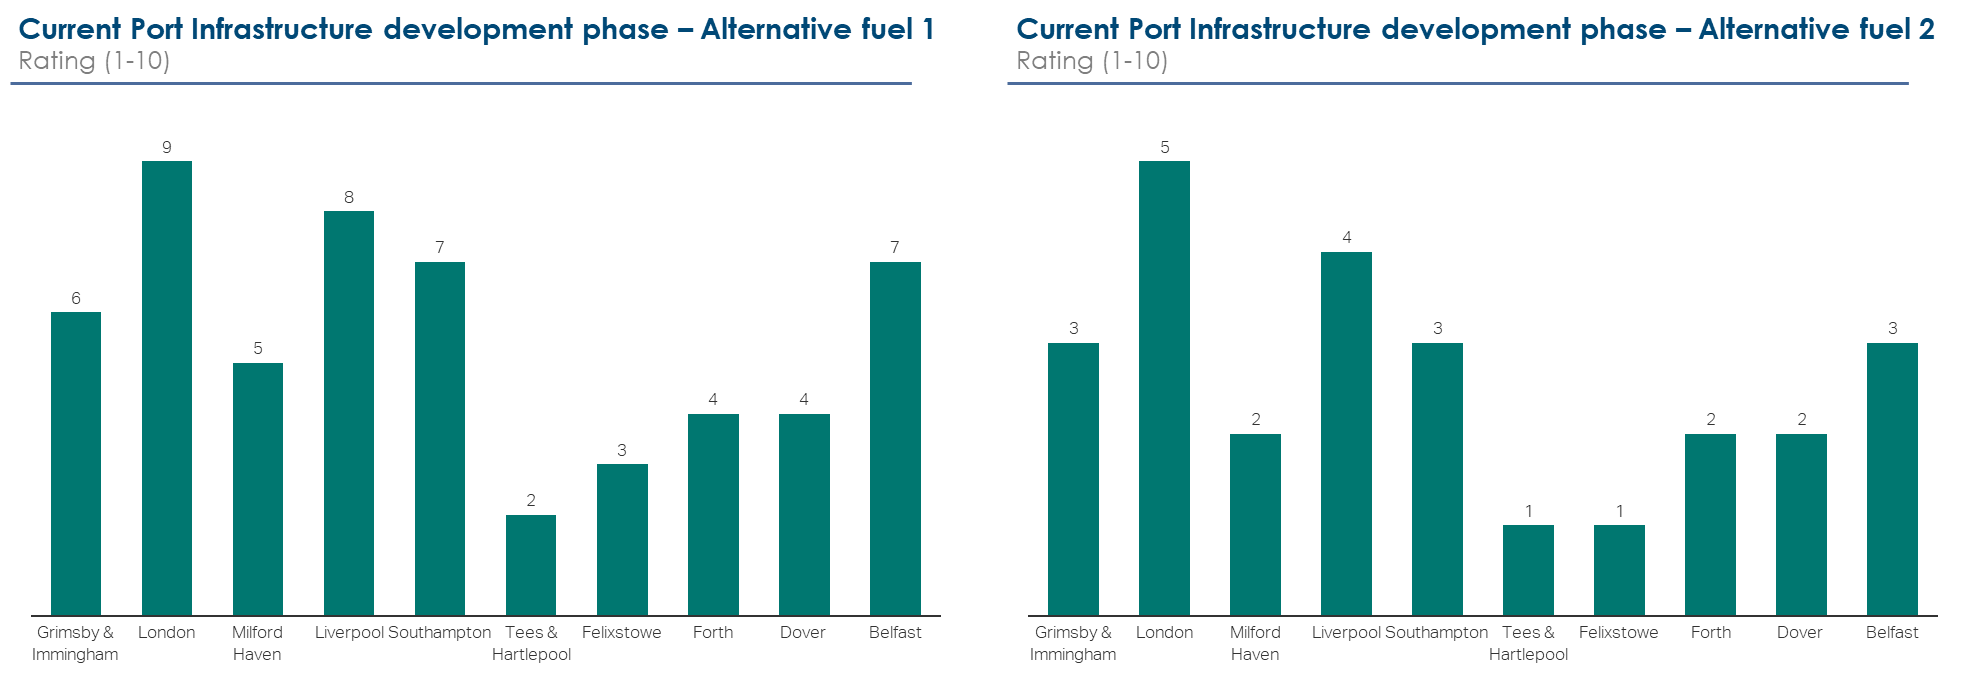 Current Port Infrastructure development phase – Alternative fuel 1
Rating (1-10)
9
8
7
7
6
5
4
4
3
2
Grimsby & London Milford Liverpool Southampton Tees & Felixstowe Forth Dover Belfast
Immingham Haven Hartlepool
Current Port Infrastructure development phase – Alternative fuel 2
Rating (1-10)
5
4
3
3
3
2
2
2
1
1
Grimsby & London Milford Liverpool Southampton Tees & Felixstowe Forth Dover Belfast
Immingham Haven Hartlepool